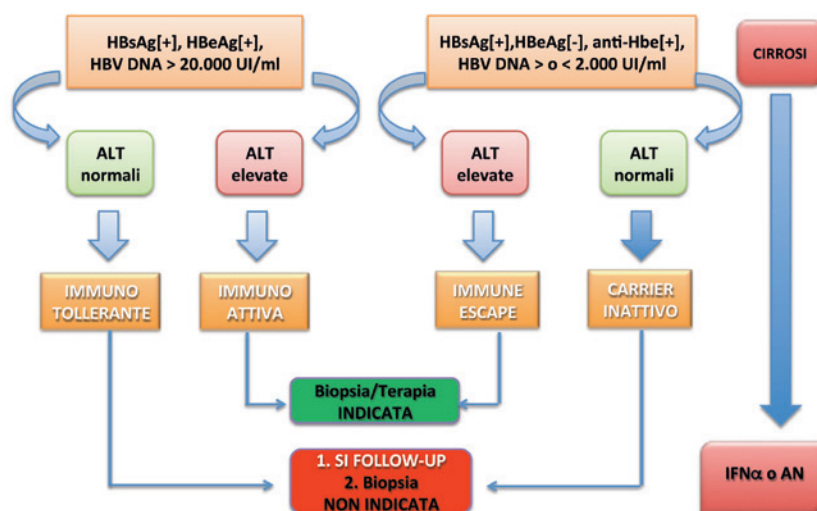 HBsAg[+], HBeAg[+],
HBV DNA > 20.000 UI/ml
HBsAg[+],HBeAg[-], anti-Hbe[+],
HBV DNA > o < 2.000 UI/ml
CIRROSI
ALT
normali
ALT
elevate
ALT
elevate
ALT
normali
IMMUNO
TOLLERANTE
IMMUNO
ATTIVA
IMMUNE
ESCAPE
CARRIER
INATTIVO
Biopsia/Terapia
INDICATA
1. SI FOLLOW-UP
2. Biopsia
NON INDICATA
IFNα o AN